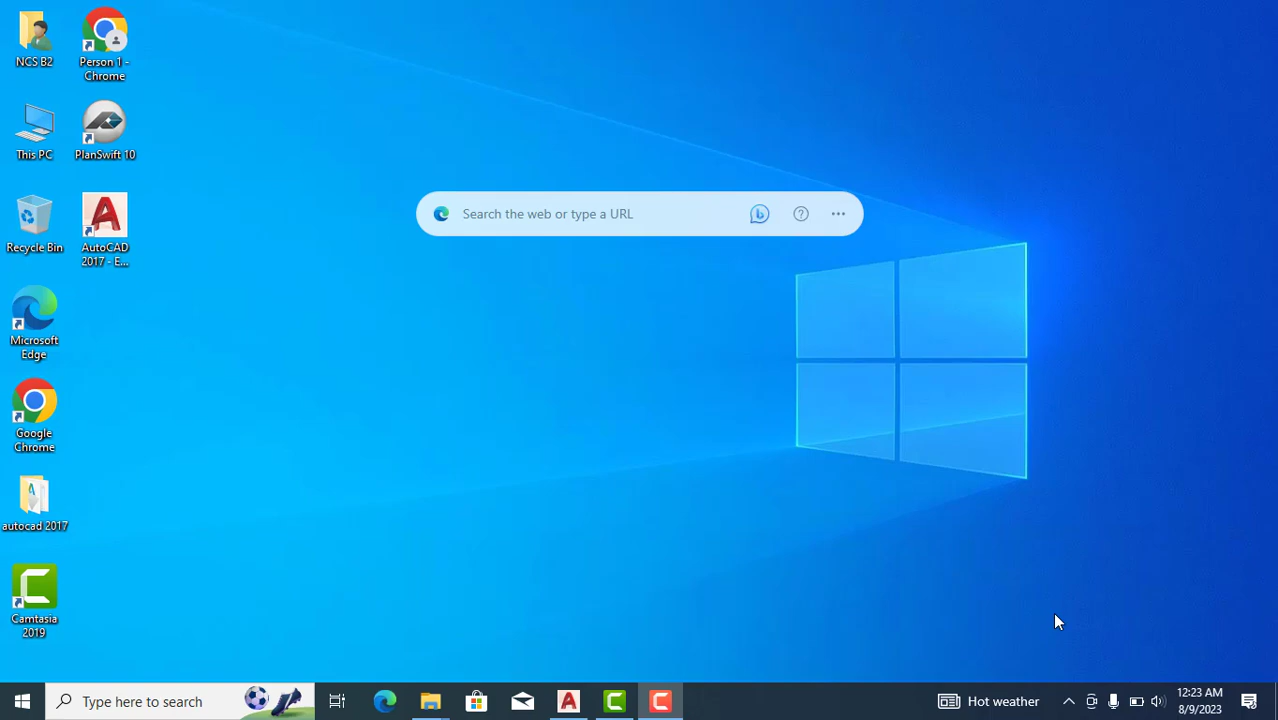 NCS B2
Person 1 -
Chrome
This PC
PlanSwift 10
Recycle Bin
AutoCAD
2017 - E...
Microsoft
Edge
Google
Chrome
autocad 2017
Camtasia
2019
Search the web or type a URL
Type here to search
Hot weather
12:23 AM
8/9/2023